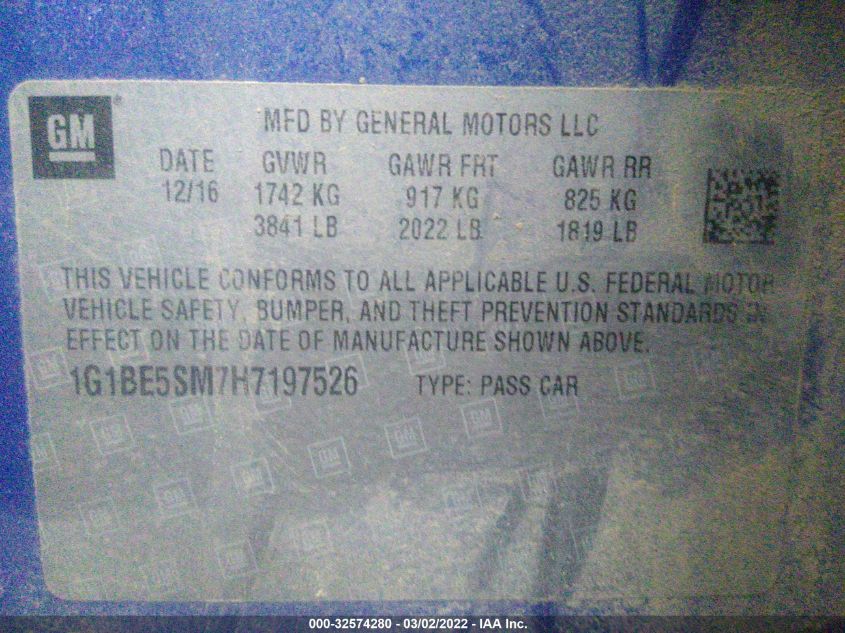 GM
MFD BY GENERAL MOTORS LLC
DATE GVWR GAWR FRT GAWR RR
12/16 1742 KG 917 KG 825 KG
3841 LB 2022 LB 1819 LB
THIS VEHICLE CONFORMS TO ALL APPLICABLE U.S. FEDERAL MOTOR
VEHICLE SAFETY, BUMPER, AND THEFT PREVENTION STANDARDS IN
EFFECT ON THE DATE OF MANUFACTURE SHOWN ABOVE.
1G1BE5SM7H7197526 TYPE: PASS CAR
000-32574280 - 03/02/2022 - IAA Inc.